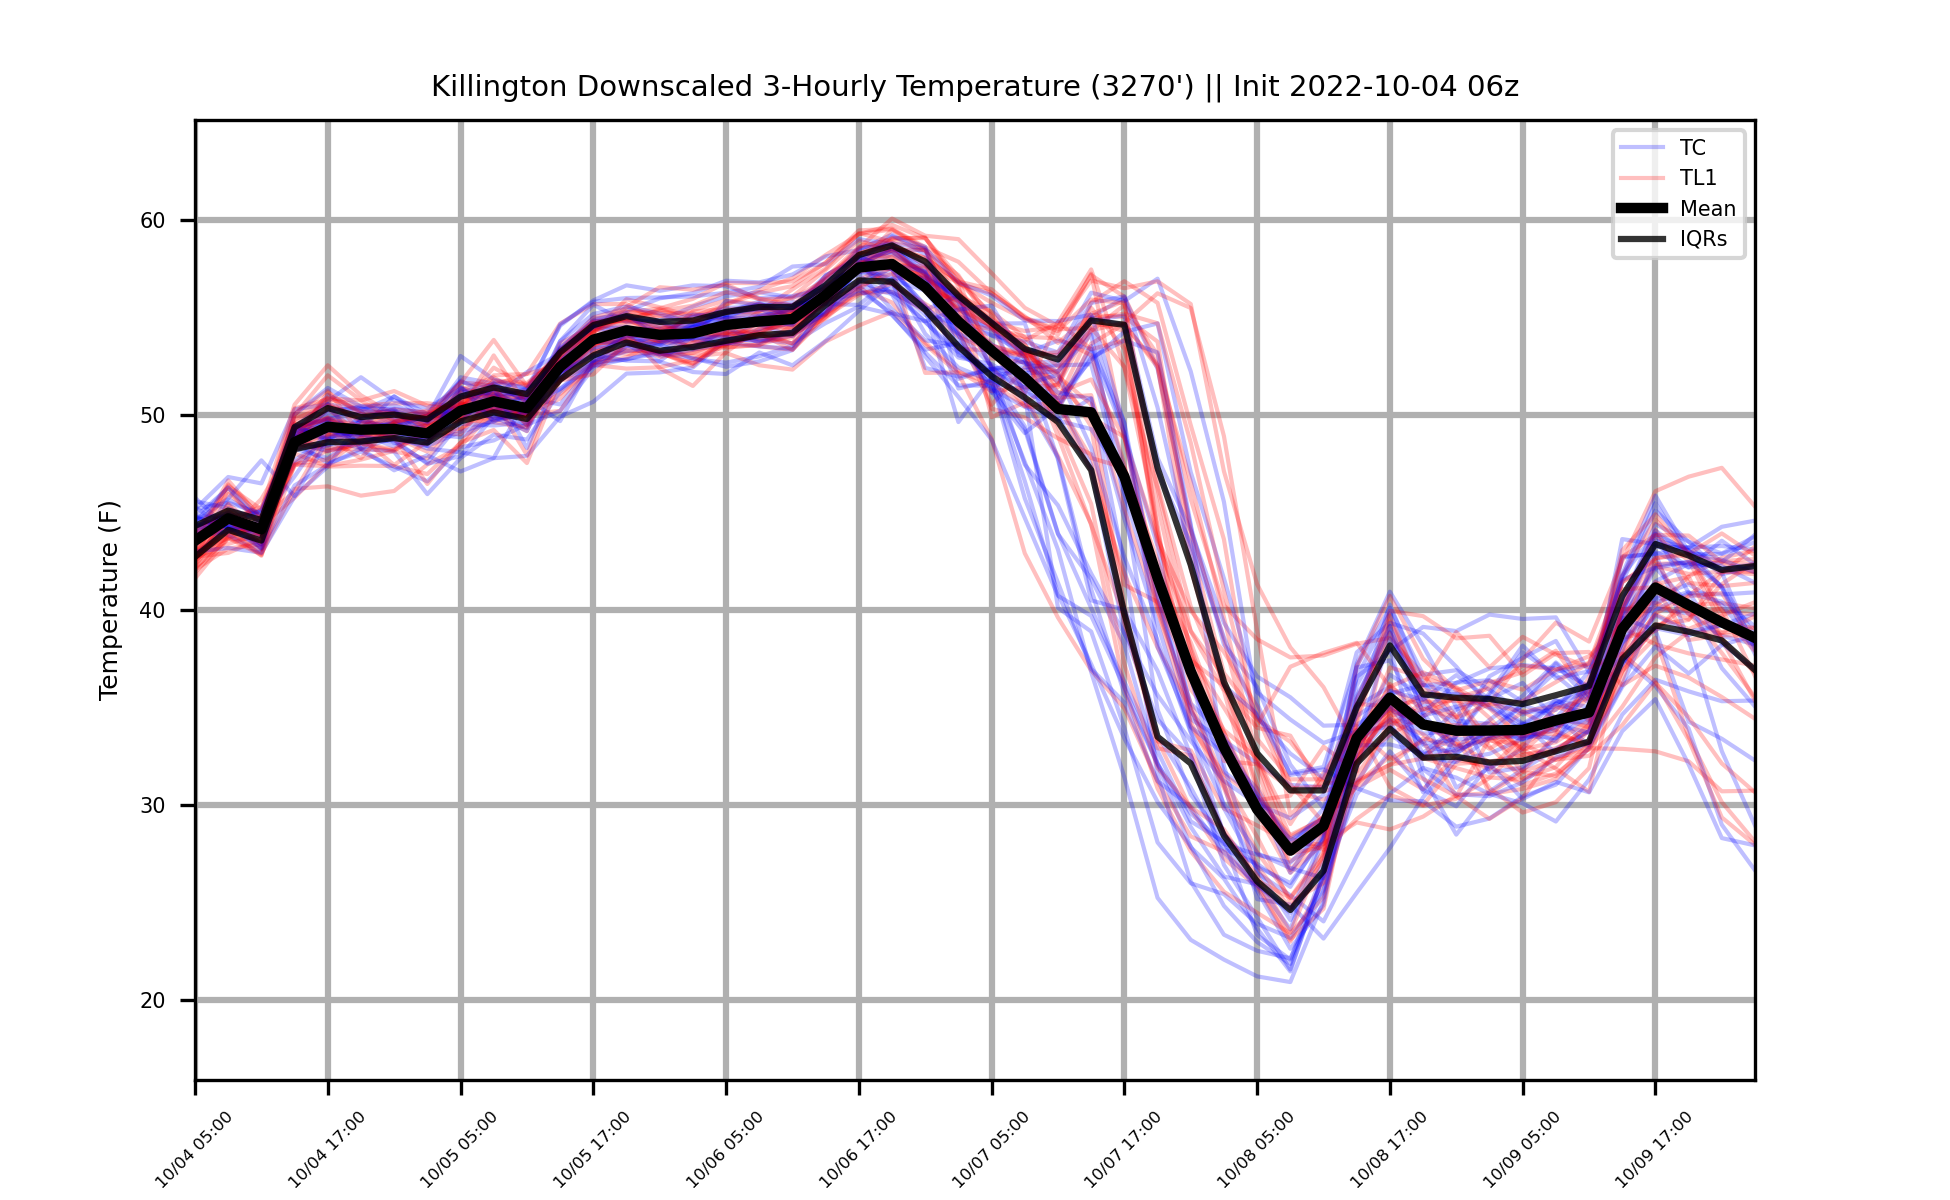 Killington Downscaled 3-Hourly Temperature (3270') || Init 2022-10-04 06z
TC
TL1
Mean
IQRs
Temperature (F)
60
50
40
30
20
10/04 05:00
10/04 17:00
10/05 05:00
10/05 17:00
10/06 05:00
10/06 17:00
10/07 05:00
10/07 17:00
10/08 05:00
10/08 17:00
10/09 05:00
10/09 17:00